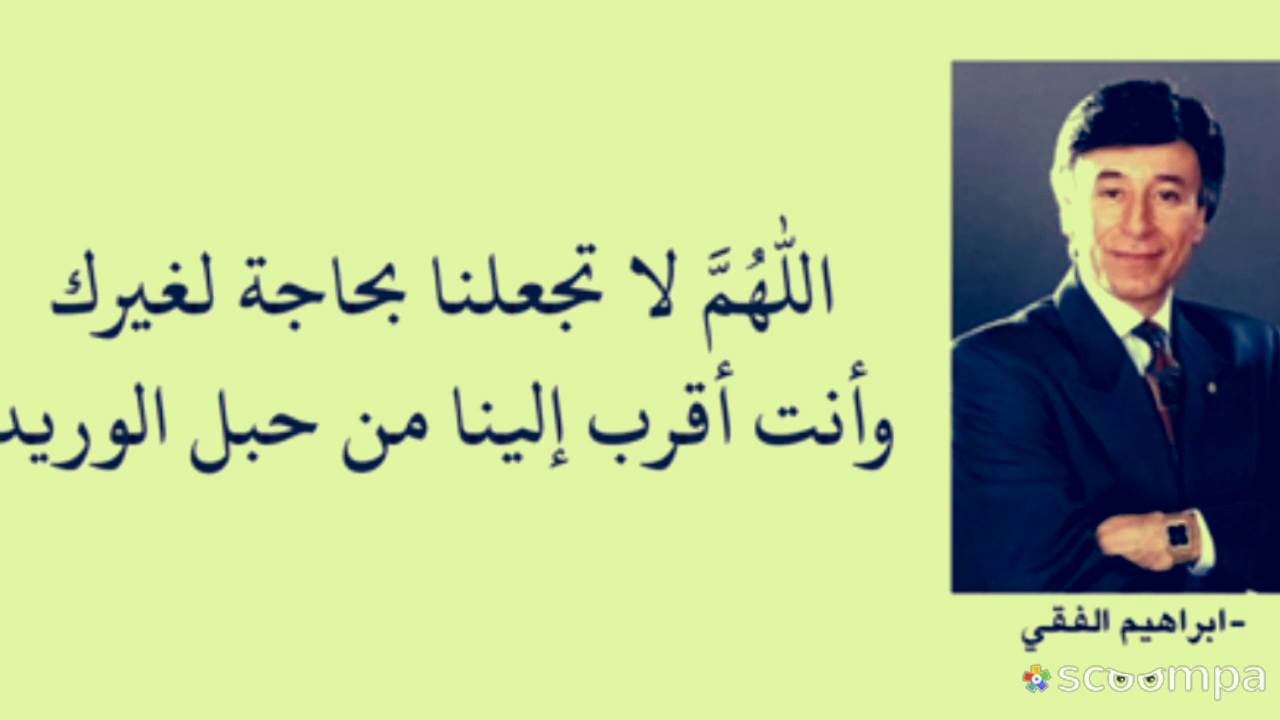 اللّهُمَّ لا تجعلنا بحاجة لغيرك
وأنت أقرب إلينا من حبل الوريد
-ابراهيم الفقي
scoompa